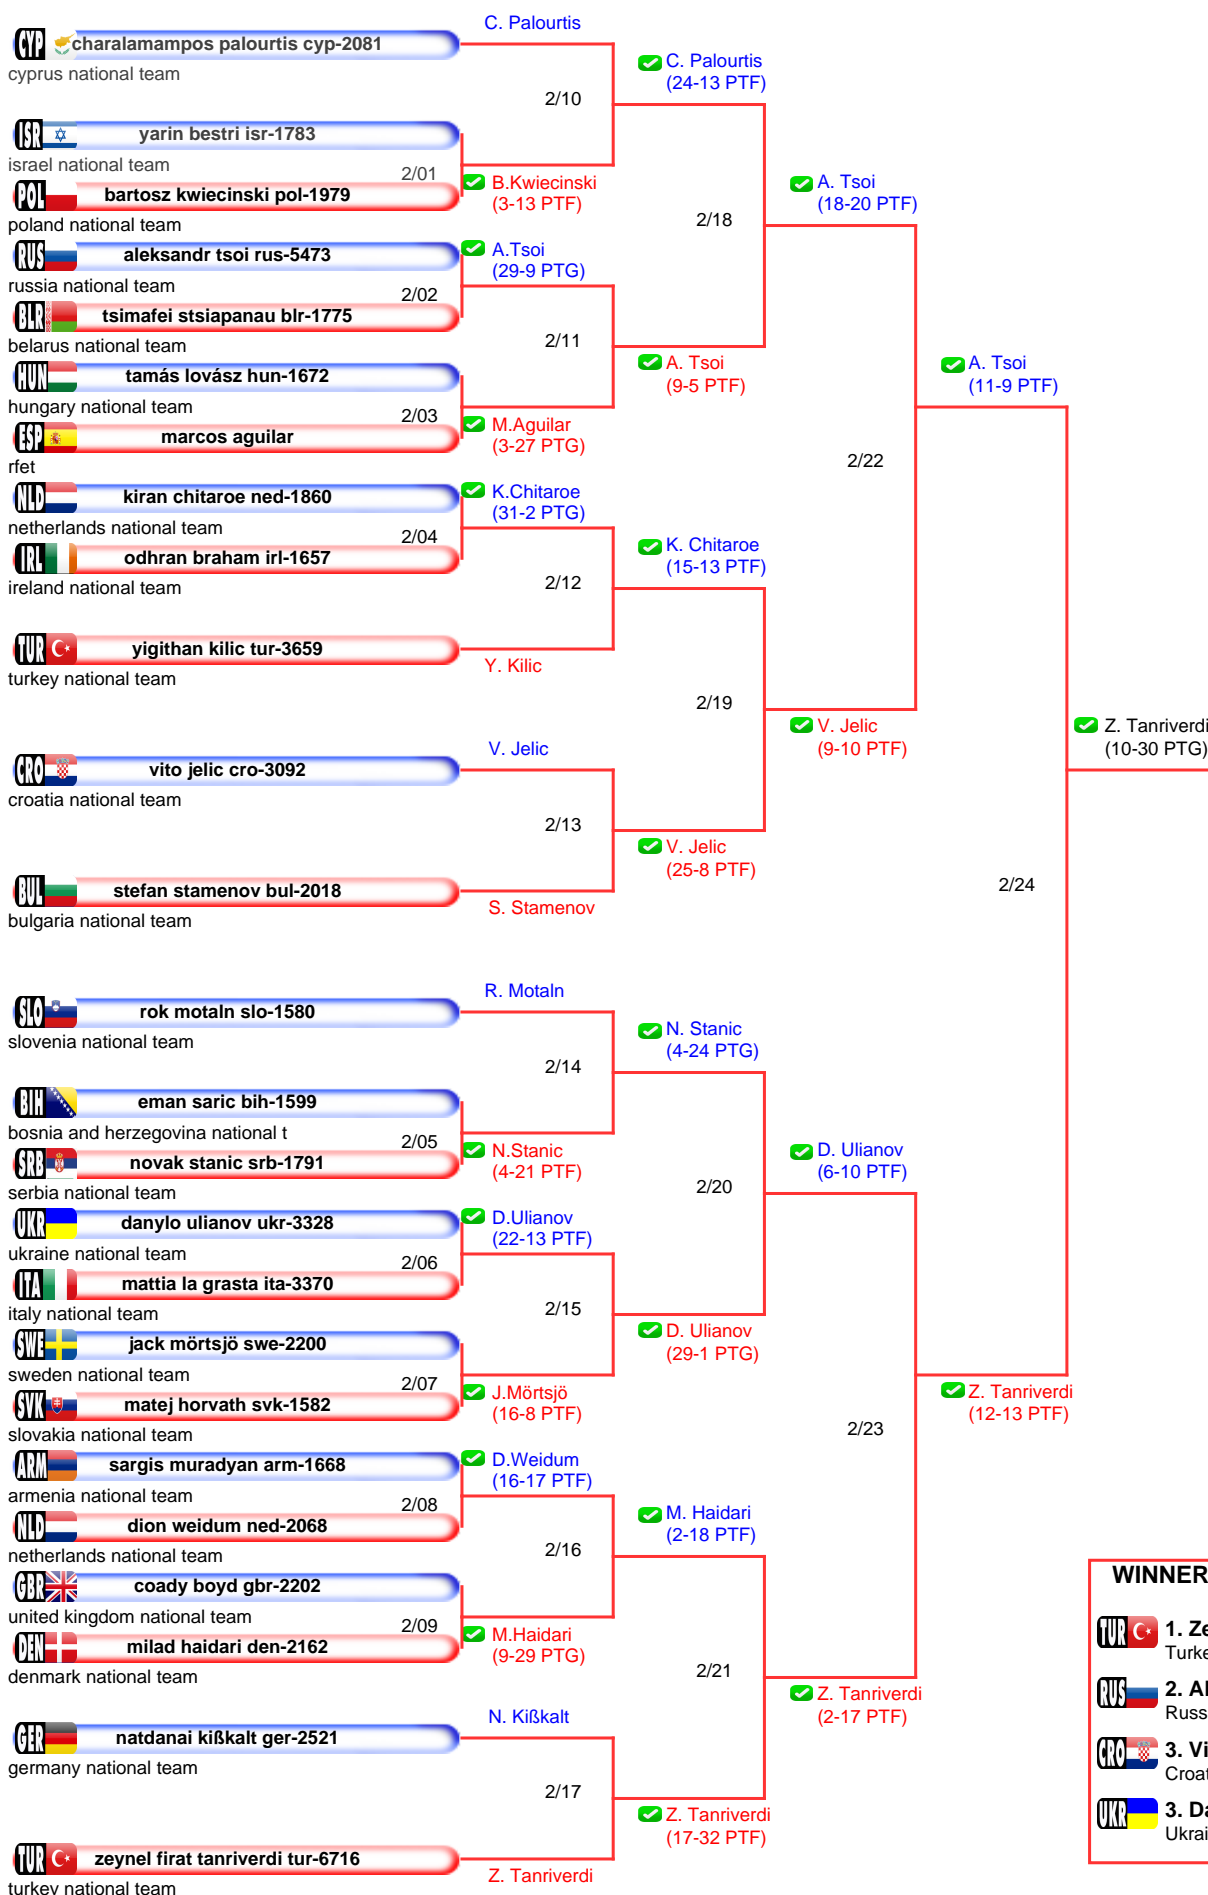 C. Palourtis
CYP charalamampos palourtis cyp-2081
cyprus national team
C. Palourtis
(24-13 PTF)
2/10
ISR yarin bestri isr-1783
israel national team
2/01
POL bartosz kwiecinski pol-1979
poland national team
B.Kwiecinski
(3-13 PTF)
A. Tsoi
(18-20 PTF)
2/18
RUS aleksandr tsoi rus-5473
russia national team
A.Tsoi
(29-9 PTG)
2/02
BLR tsimafei stsiapanau blr-1775
belarus national team
2/11
HUN tamás lovász hun-1672
hungary national team
A. Tsoi
(9-5 PTF)
A. Tsoi
(11-9 PTF)
2/03
ESP marcos aguilar
rfet
M.Aguilar
(3-27 PTG)
2/22
NLD kiran chitaroe ned-1860
netherlands national team
K.Chitaroe
(31-2 PTG)
2/04
IRL odhran braham irl-1657
ireland national team
K. Chitaroe
(15-13 PTF)
2/12
TUR yigithan kilic tur-3659
turkey national team
Y. Kilic
2/19
V. Jelic
(9-10 PTF)
Z. Tanriverdi
(10-30 PTG)
V. Jelic
CRO vito jelic cro-3092
croatia national team
2/13
V. Jelic
(25-8 PTF)
BUL stefan stamenov bul-2018
bulgaria national team
S. Stamenov
2/24
R. Motaln
SLO rok motaln slo-1580
slovenia national team
N. Stanic
(4-24 PTG)
2/14
BIH eman saric bih-1599
bosnia and herzegovina national t
2/05
SRB novak stanic srb-1791
serbia national team
N.Stanic
(4-21 PTF)
D. Ulianov
(6-10 PTF)
2/20
UKR danylo ulianov ukr-3328
ukraine national team
D.Ulianov
(22-13 PTF)
2/06
ITA mattia la grasta ita-3370
italy national team
2/15
SWE jack mörtsjö swe-2200
sweden national team
D. Ulianov
(29-1 PTG)
2/07
SVK matej horvath svk-1582
slovakia national team
J.Mörtsjö
(16-8 PTF)
Z. Tanriverdi
(12-13 PTF)
2/23
ARM sargis muradyan arm-1668
armenia national team
D.Weidum
(16-17 PTF)
2/08
NLD dion weidum ned-2068
netherlands national team
M. Haidari
(2-18 PTF)
2/16
GBR coady boyd gbr-2202
united kingdom national team
2/09
DEN milad haidari den-2162
denmark national team
M.Haidari
(9-29 PTG)
2/21
Z. Tanriverdi
(2-17 PTF)
N. Kißkalt
GER natdanai kißkalt ger-2521
germany national team
2/17
Z. Tanriverdi
(17-32 PTF)
TUR zeynel firat tanriverdi tur-6716
turkey national team
Z. Tanriverdi
WINNER
TUR 1. Ze
Turke
RUS 2. Al
Russ
CRO 3. Vi
Croat
UKR 3. Da
Ukrai